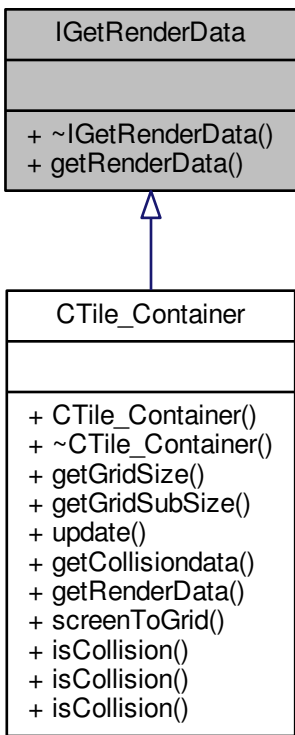 IGetRenderData
+ ~IGetRenderData()
+ getRenderData()
CTile_Container
+ CTile_Container()
+ ~CTile_Container()
+ getGridSize()
+ getGridSubSize()
+ update()
+ getCollisiondata()
+ getRenderData()
+ screenToGrid()
+ isCollision()
+ isCollision()
+ isCollision()